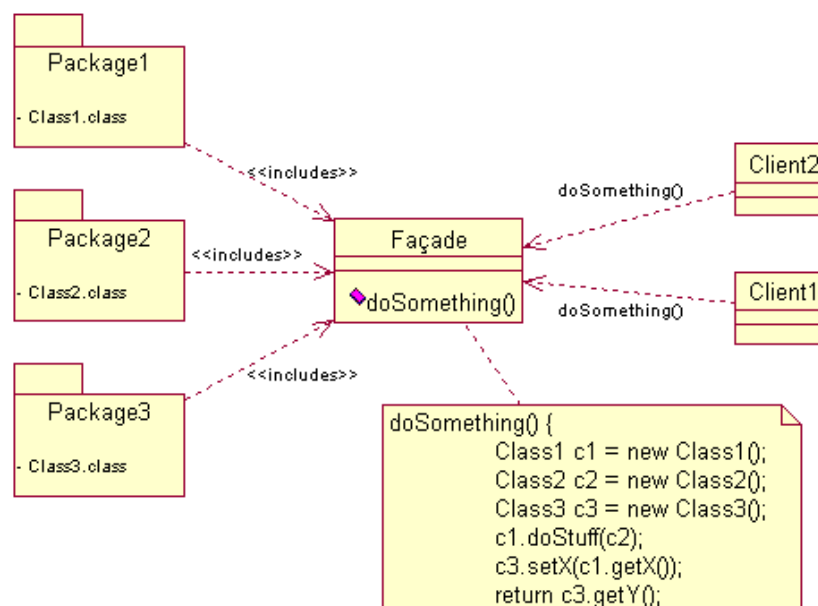 Package1
- Class1.class
<<includes>>
Package2
- Class2.class
<<includes>>
Package3
- Class3.class
<<includes>>
Façade
doSomething()
doSomething()
Client2
doSomething()
Client1
doSomething() {
Class1 c1 = new Class1();
Class2 c2 = new Class2();
Class3 c3 = new Class3();
c1.doStuff(c2);
c3.setX(c1.getX());
return c3.getY();